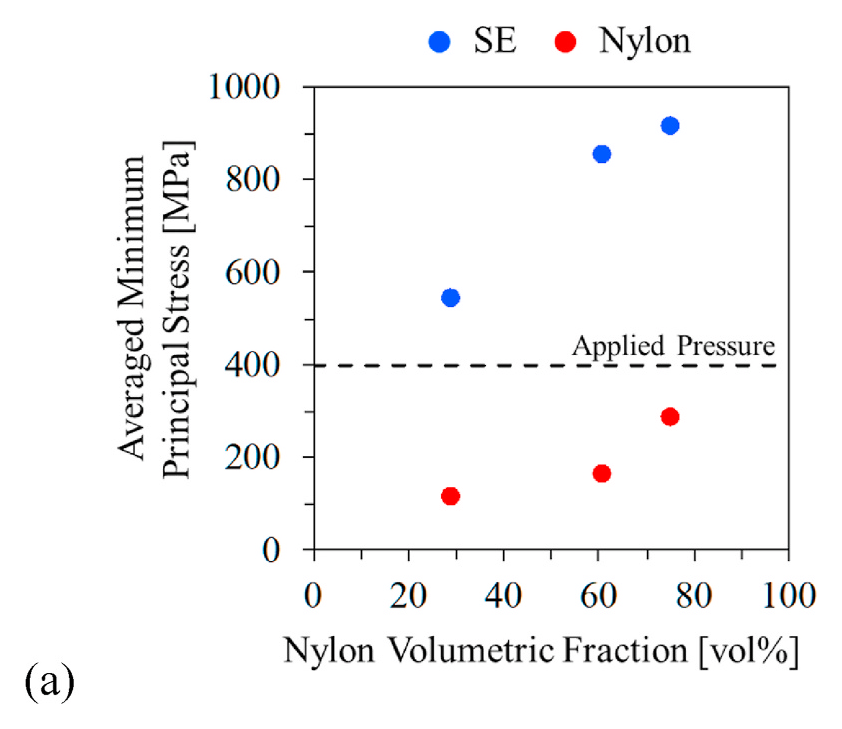 SE Nylon
1000
800
600
400
200
0
Averaged Minimum
Principal Stress [MPa]
Applied Pressure
0 20 40 60 80 100
Nylon Volumetric Fraction [vol%]
(a)